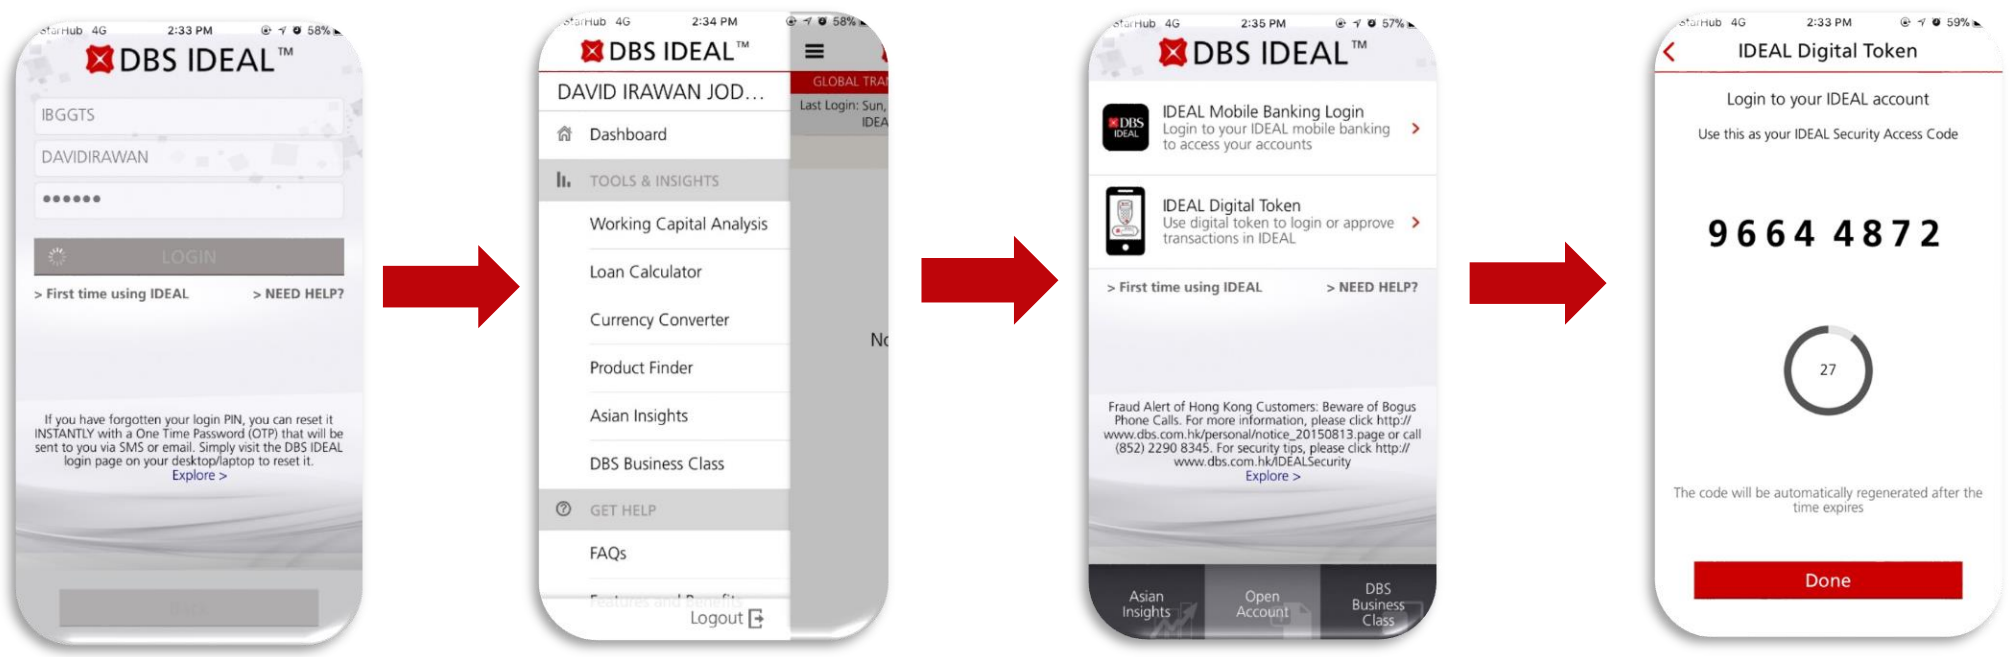 StarHub 4G 2:33 PM 58%
DBS IDEAL™
IBGGTS
DAVIDIRAWAN
LOGIN
> First time using IDEAL > NEED HELP?
If you have forgotten your login PIN, you can reset it
INSTANTLY with a One Time Password (OTP) that will be
sent to you via SMS or email. Simply visit the DBS IDEAL
login page on your desktop/laptop to reset it.
Explore >
StarHub 4G 2:34 PM 58%
DBS IDEAL™
DAVID IRAWAN JOD...
Dashboard
TOOLS & INSIGHTS
Working Capital Analysis
Loan Calculator
Currency Converter
Product Finder
Asian Insights
DBS Business Class
GET HELP
FAQs
Features and Benefits
Logout
GLOBAL TRA
Last Login: Sun,
IDEA
No
StarHub 4G 2:35 PM 57%
DBS IDEAL™
DBS
IDEAL
IDEAL Mobile Banking Login
Login to your IDEAL mobile banking
to access your accounts
IDEAL Digital Token
Use digital token to login or approve
transactions in IDEAL
> First time using IDEAL > NEED HELP?
Fraud Alert of Hong Kong Customers: Beware of Bogus
Phone Calls. For more information, please click http://
www.dbs.com.hk/personal/notice_20150813.page or call
(852) 2290 8345. For security tips, please click http://
www.dbs.com.hk/IDEALSecurity
Explore >
Asian
Insights
Open
Account
DBS
Business
Class
StarHub 4G 2:33 PM 59%
IDEAL Digital Token
Login to your IDEAL account
Use this as your IDEAL Security Access Code
9664 4872
27
The code will be automatically regenerated after the
time expires
Done